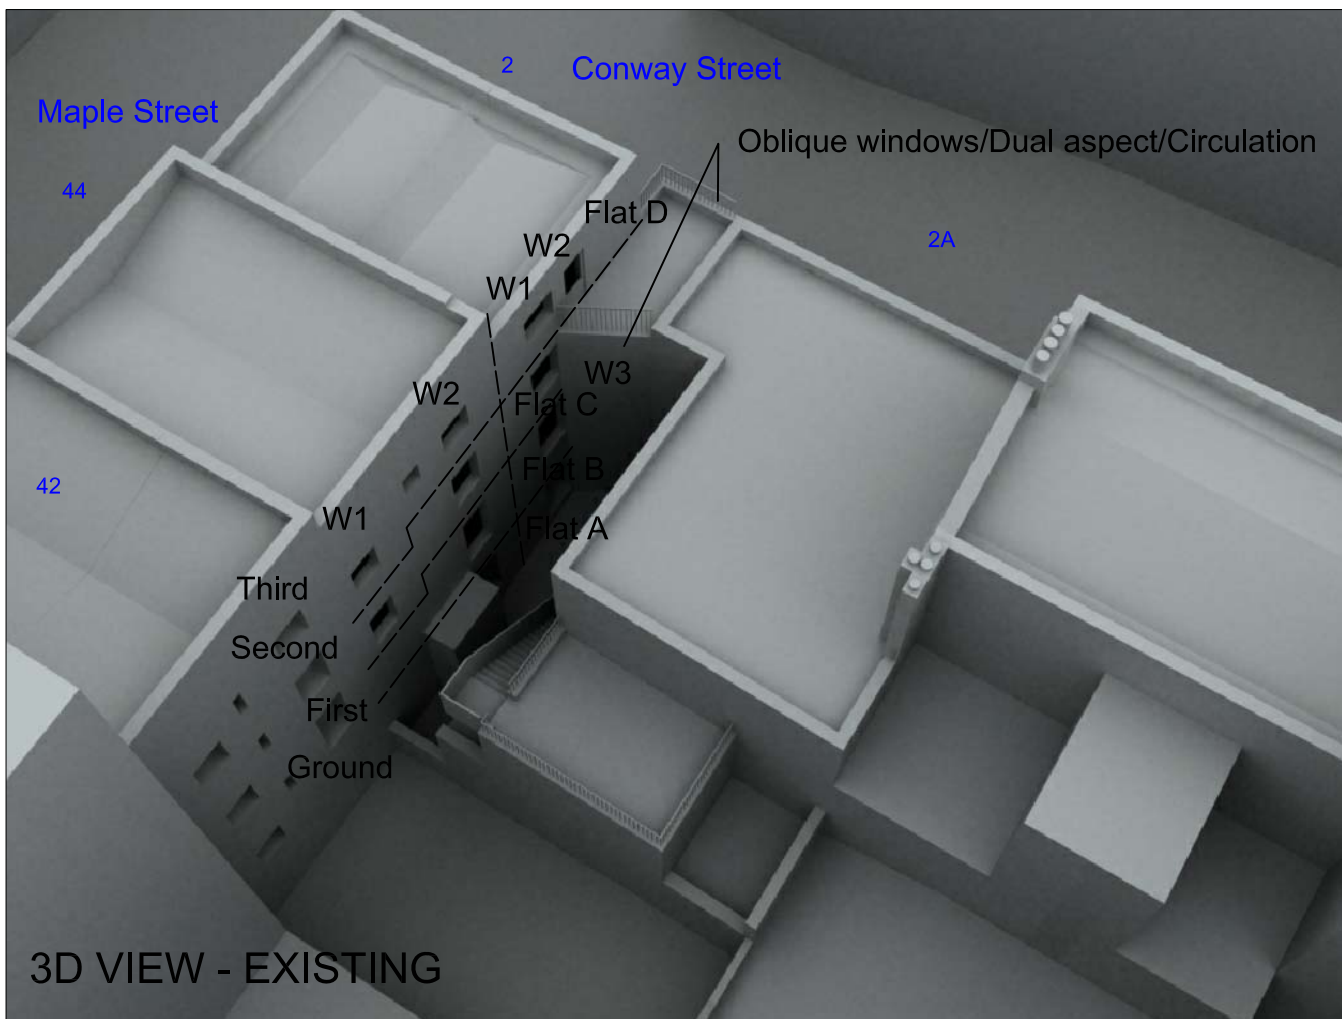 2
Conway Street
Maple Street
Oblique windows/Dual aspect/Circulation
44
Flat D
2A
W2
W1
W3
W2
Flat C
Flat B
42
W1
Flat A
Third
Second
First
Ground
3D VIEW - EXISTING